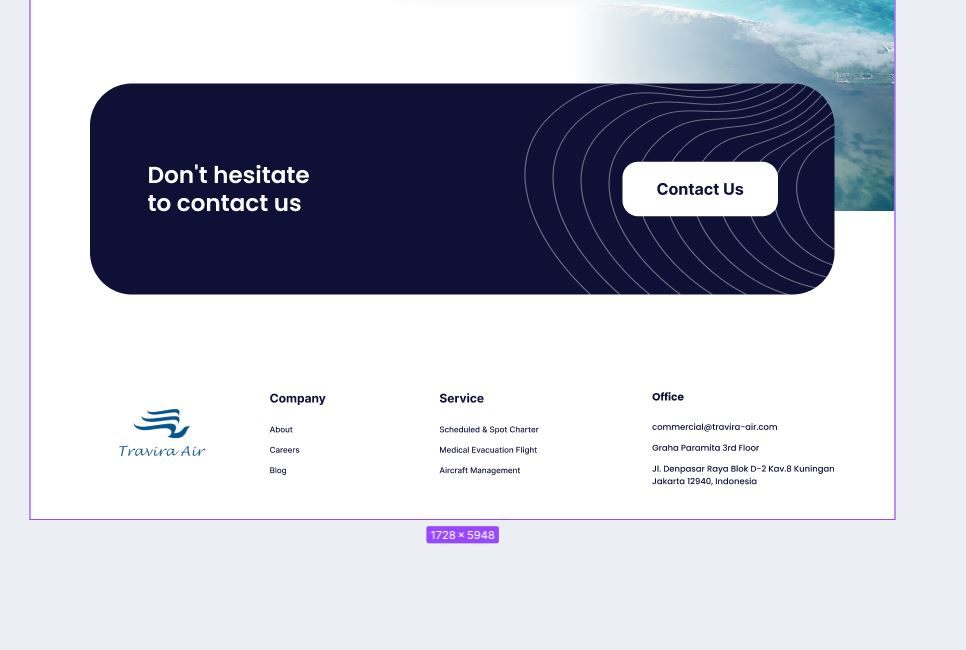 Don't hesitate
to contact us
Contact Us
Travira Air
Company
About
Careers
Blog
Service
Scheduled & Spot Charter
Medical Evacuation Flight
Aircraft Management
Office
commercial@travira-air.com
Graha Paramita 3rd Floor
Jl. Denpasar Raya Blok D-2 Kav.8 Kuningan
Jakarta 12940, Indonesia
1728 × 5948